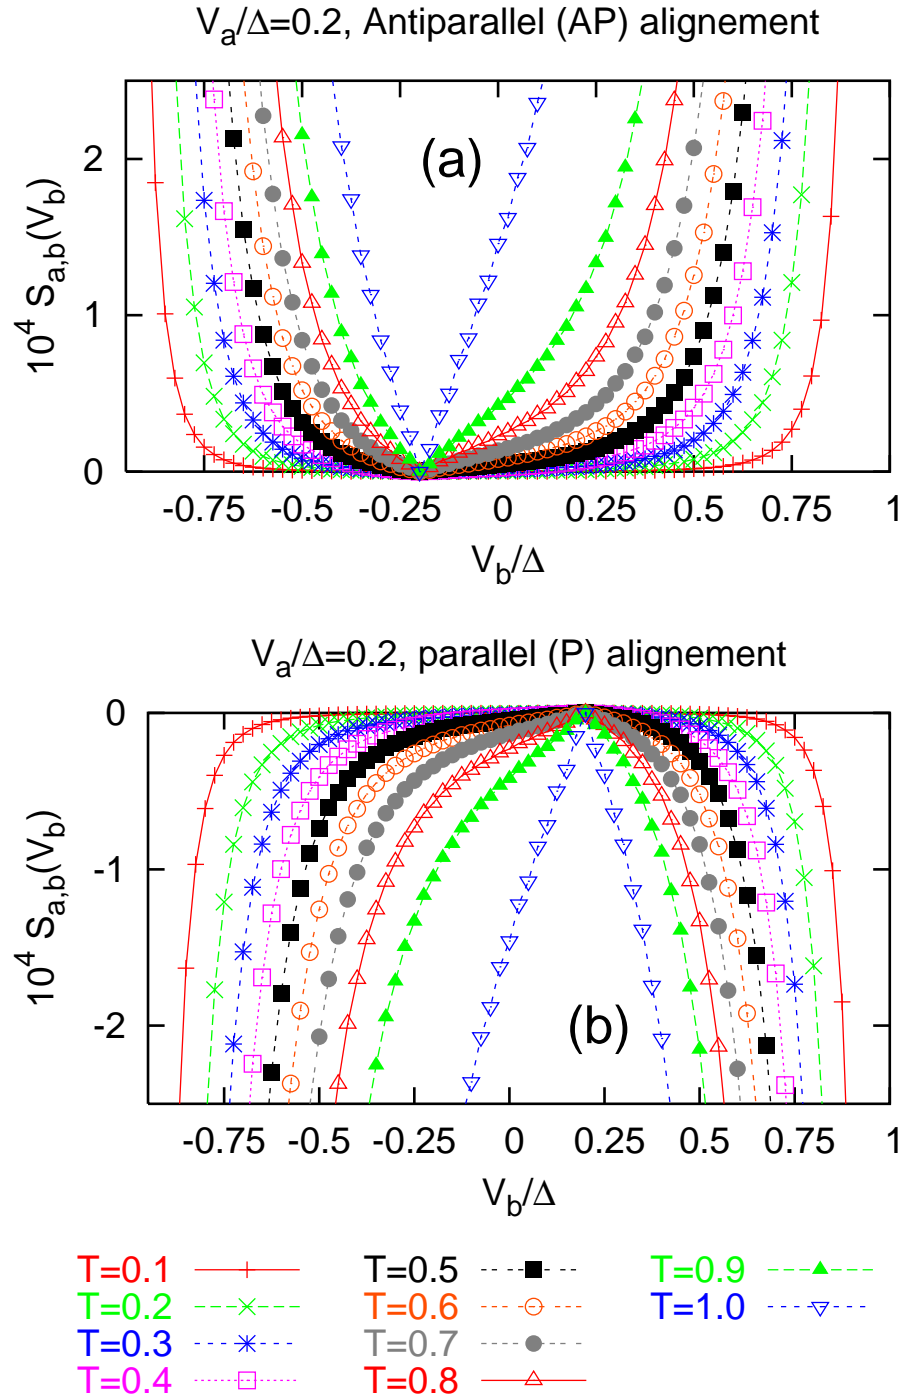 V_a/Δ=0.2, Antiparallel (AP) alignement
(a)
10^4 S_a,b(V_b)
2
1
0
-0.75 -0.5 -0.25 0 0.25 0.5 0.75 1
V_b/Δ
V_a/Δ=0.2, parallel (P) alignement
(b)
10^4 S_a,b(V_b)
0
-1
-2
-0.75 -0.5 -0.25 0 0.25 0.5 0.75 1
V_b/Δ
T=0.1 T=0.5 T=0.9
T=0.2 T=0.6 T=1.0
T=0.3 T=0.7
T=0.4 T=0.8